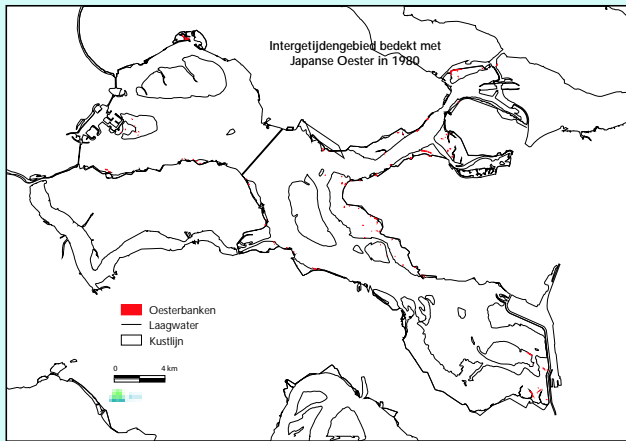 Intergetijdengebied bedekt met
Japanse Oester in 1980
Oesterbanken
Laagwater
Kustlijn
0 4 km